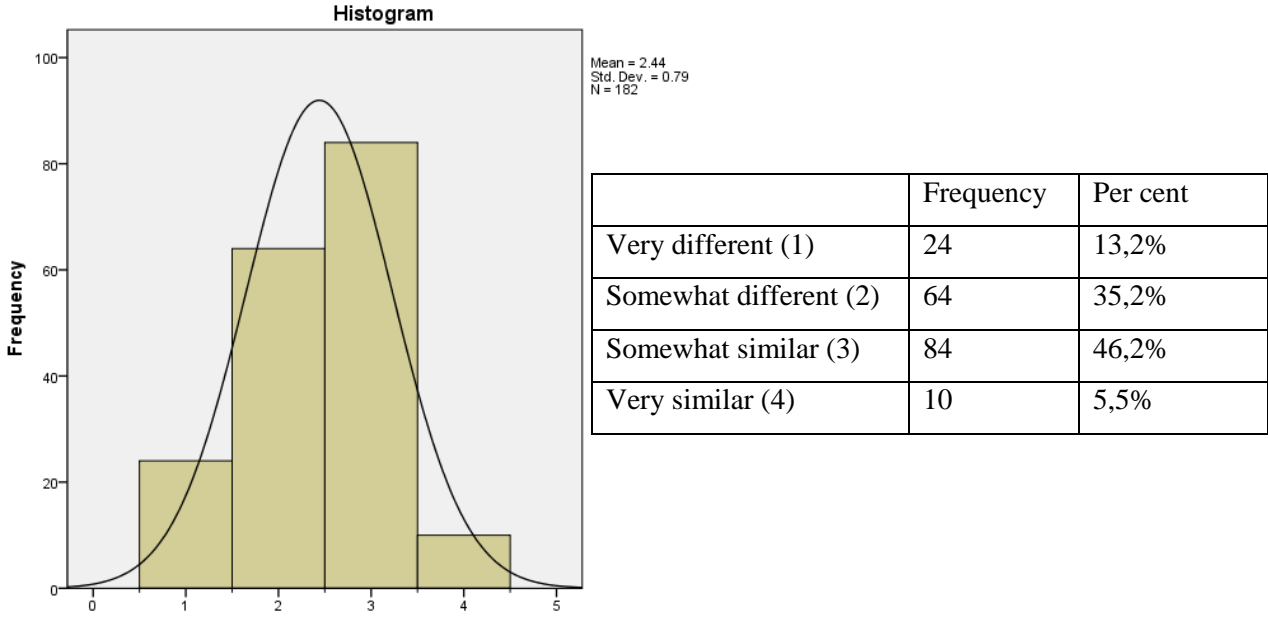 Histogram
Mean = 2.44
Std. Dev. = 0.79
N = 182
Frequency
100
80
60
40
20
0
0 1 2 3 4 5
Frequency Per cent
Very different (1) 24 13,2%
Somewhat different (2) 64 35,2%
Somewhat similar (3) 84 46,2%
Very similar (4) 10 5,5%